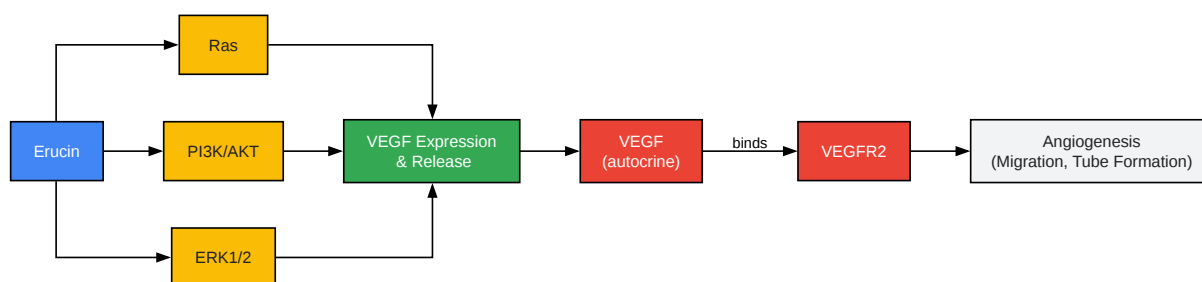 Ras
Erucin
PI3K/AKT
VEGF Expression
& Release
VEGF
(autocrine)
binds
VEGFR2
Angiogenesis
(Migration, Tube Formation)
ERK1/2